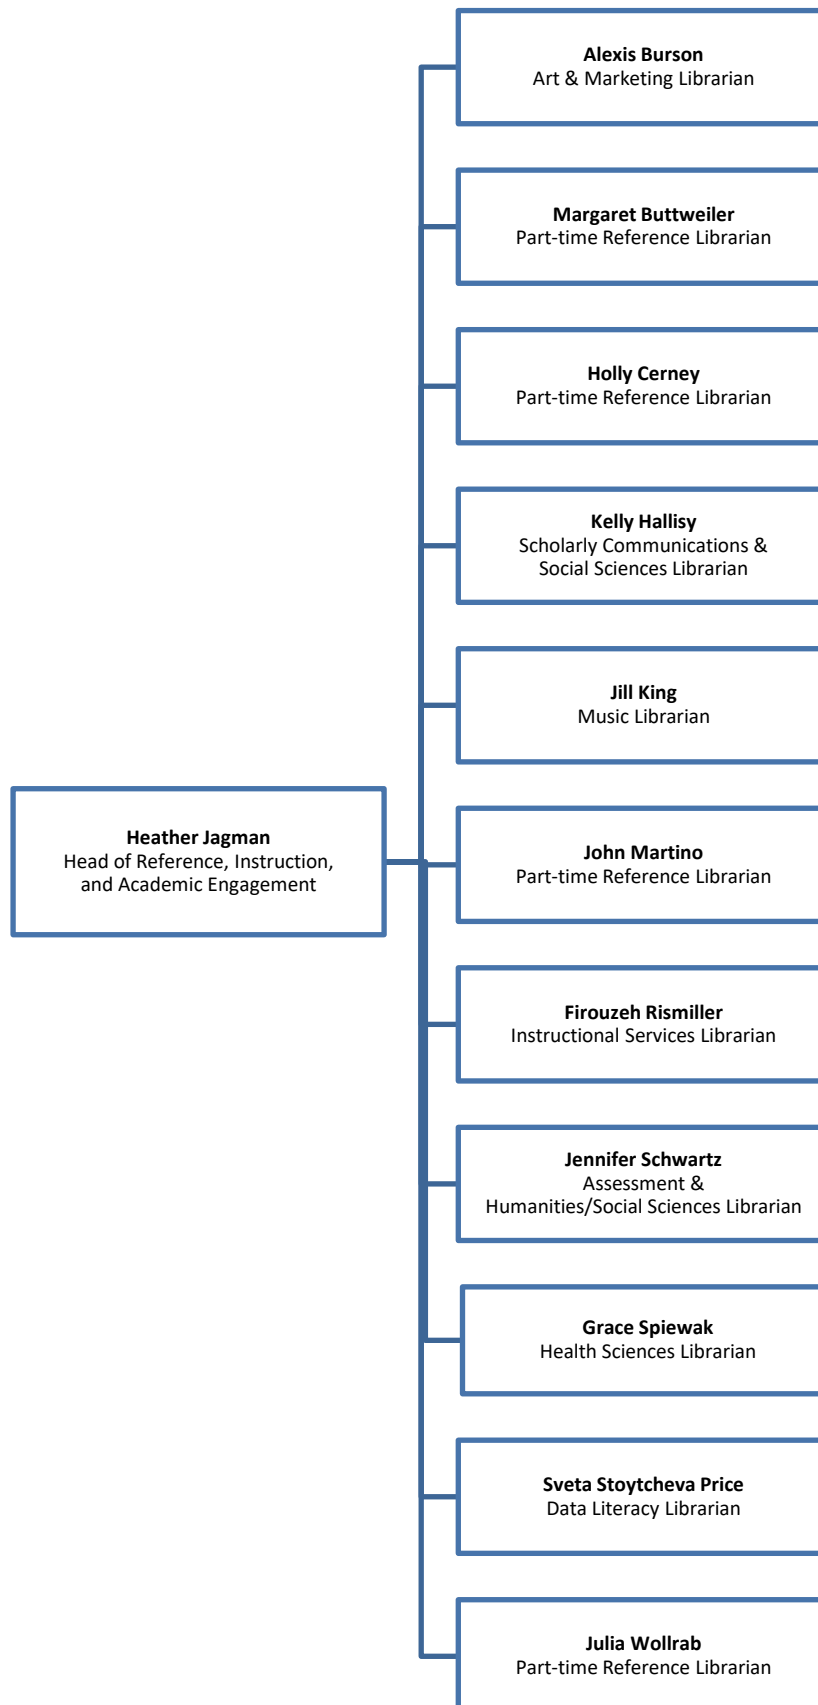 Alexis Burson
Art & Marketing Librarian
Margaret Buttweiler
Part-time Reference Librarian
Holly Cerney
Part-time Reference Librarian
Kelly Hallisy
Scholarly Communications &
Social Sciences Librarian
Jill King
Music Librarian
Heather Jagman
Head of Reference, Instruction,
and Academic Engagement
John Martino
Part-time Reference Librarian
Firouzeh Rismiller
Instructional Services Librarian
Jennifer Schwartz
Assessment &
Humanities/Social Sciences Librarian
Grace Spiewak
Health Sciences Librarian
Sveta Stoytcheva Price
Data Literacy Librarian
Julia Wollrab
Part-time Reference Librarian